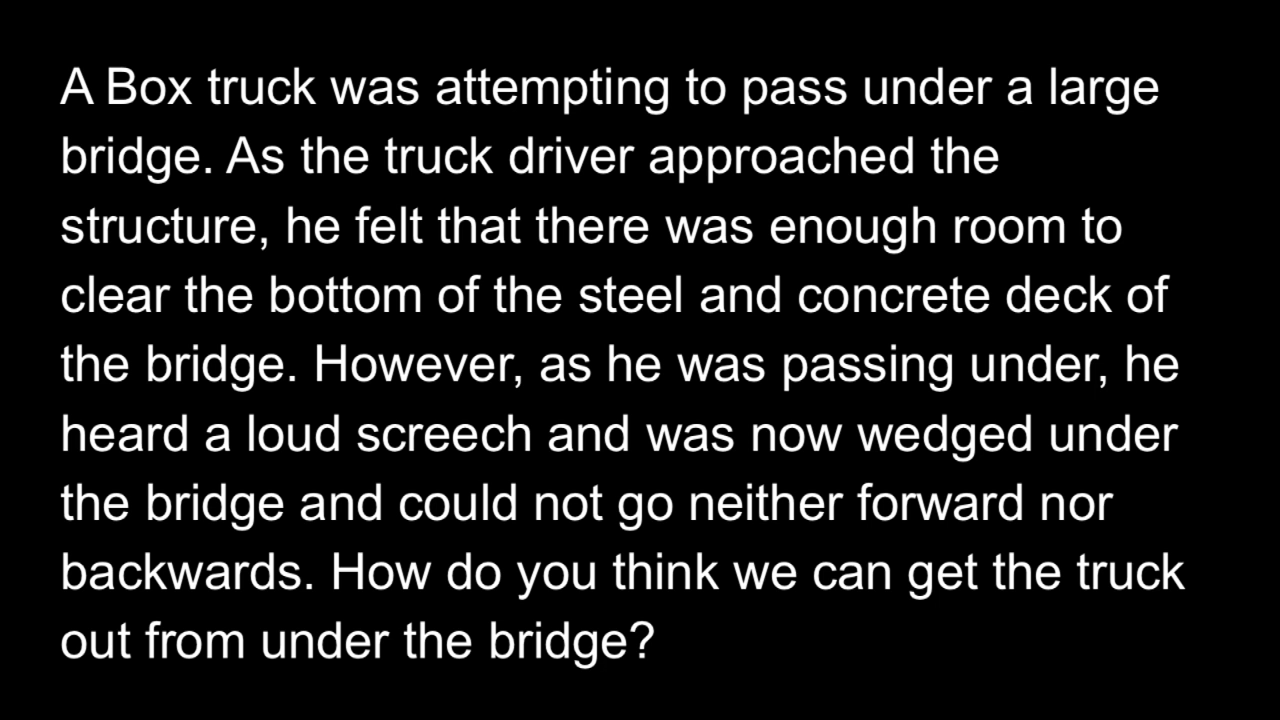 A Box truck was attempting to pass under a large
bridge. As the truck driver approached the
structure, he felt that there was enough room to
clear the bottom of the steel and concrete deck of
the bridge. However, as he was passing under, he
heard a loud screech and was now wedged under
the bridge and could not go neither forward nor
backwards. How do you think we can get the truck
out from under the bridge?